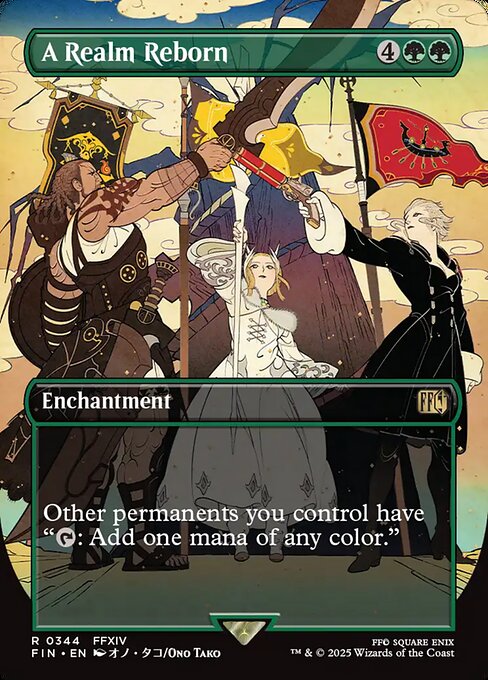 A Realm Reborn 4
Enchantment
FFC
Other permanents you control have
“T: Add one mana of any color.”
R 0344 FFXIV
FIN • EN オノ・タコ/Ono Tako
FF© SQUARE ENIX
™ & © 2025 Wizards of the Coast